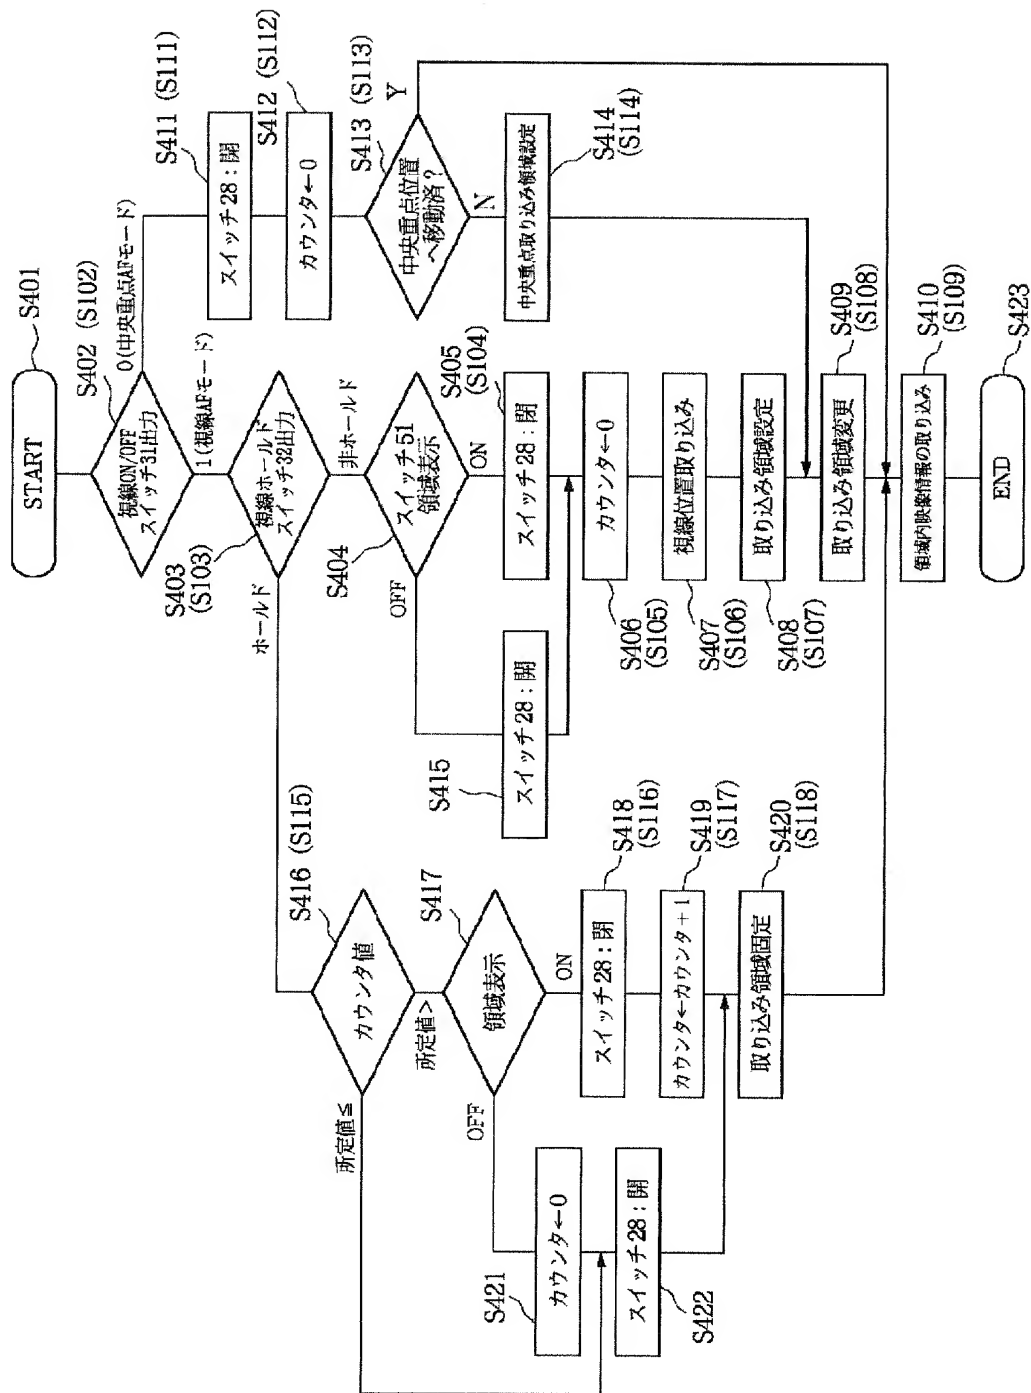 START
S401
視線ON/OFF
スイッチ31出力
S402 (S102)
0(中央重点AFモード)
1(視線AFモード)
スイッチ28:開
S411 (S111)
カウンタ←0
S412 (S112)
中央重点位置
へ移動済?
S413 (S113)
Y
N
中央重点取り込み領域設定
S414
(S114)
視線ホールド
スイッチ32出力
S403
(S103)
ホールド
非ホールド
スイッチ51
領域表示
S404
OFF
ON
スイッチ28:閉
S405
(S104)
スイッチ28:開
S415
カウンタ←0
S406
(S105)
視線位置取り込み
S407
(S106)
取り込み領域設定
S408
(S107)
取り込み領域変更
S409
(S108)
領域内映像情報の取り込み
S410
(S109)
END
S423
カウンタ値
S416 (S115)
所定値≦
所定値>
領域表示
S417
OFF
ON
スイッチ28:閉
S418
(S116)
カウンタ←カウンタ+1
S419
(S117)
取り込み領域固定
S420
(S118)
カウンタ←0
S421
スイッチ28:開
S422